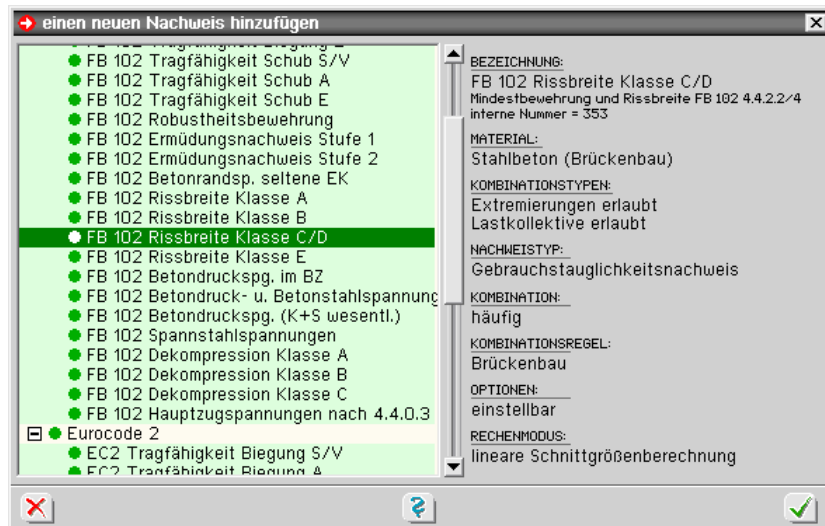 einen neuen Nachweis hinzufügen
FB 102 Tragfähigkeit Schub S/V
FB 102 Tragfähigkeit Schub A
FB 102 Tragfähigkeit Schub E
FB 102 Robustheitsbewehrung
FB 102 Ermüdungsnachweis Stufe 1
FB 102 Ermüdungsnachweis Stufe 2
FB 102 Betonrandsp. seltene EK
FB 102 Rissbreite Klasse A
FB 102 Rissbreite Klasse B
FB 102 Rissbreite Klasse C/D
FB 102 Rissbreite Klasse E
FB 102 Betondruckspg. im BZ
FB 102 Betondruck- u. Betonstahlspannung
FB 102 Betondruckspg. (K+S wesentl.)
FB 102 Spannstahlspannungen
FB 102 Dekompression Klasse A
FB 102 Dekompression Klasse B
FB 102 Dekompression Klasse C
FB 102 Hauptzugspannungen nach 4.4.0.3
Eurocode 2
EC2 Tragfähigkeit Biegung S/V
EC2 Tragfähigkeit Biegung A
BEZEICHNUNG:
FB 102 Rissbreite Klasse C/D
Mindestbewehrung und Rissbreite FB 102 4.4.2.2/4
interne Nummer = 353
MATERIAL:
Stahlbeton (Brückenbau)
KOMBINATIONSTYPEN:
Extremierungen erlaubt
Lastkollektive erlaubt
NACHWEISTYP:
Gebrauchstauglichkeitsnachweis
KOMBINATION:
häufig
KOMBINATIONSREGEL:
Brückenbau
OPTIONEN:
einstellbar
RECHENMODUS:
lineare Schnittgrößenberechnung